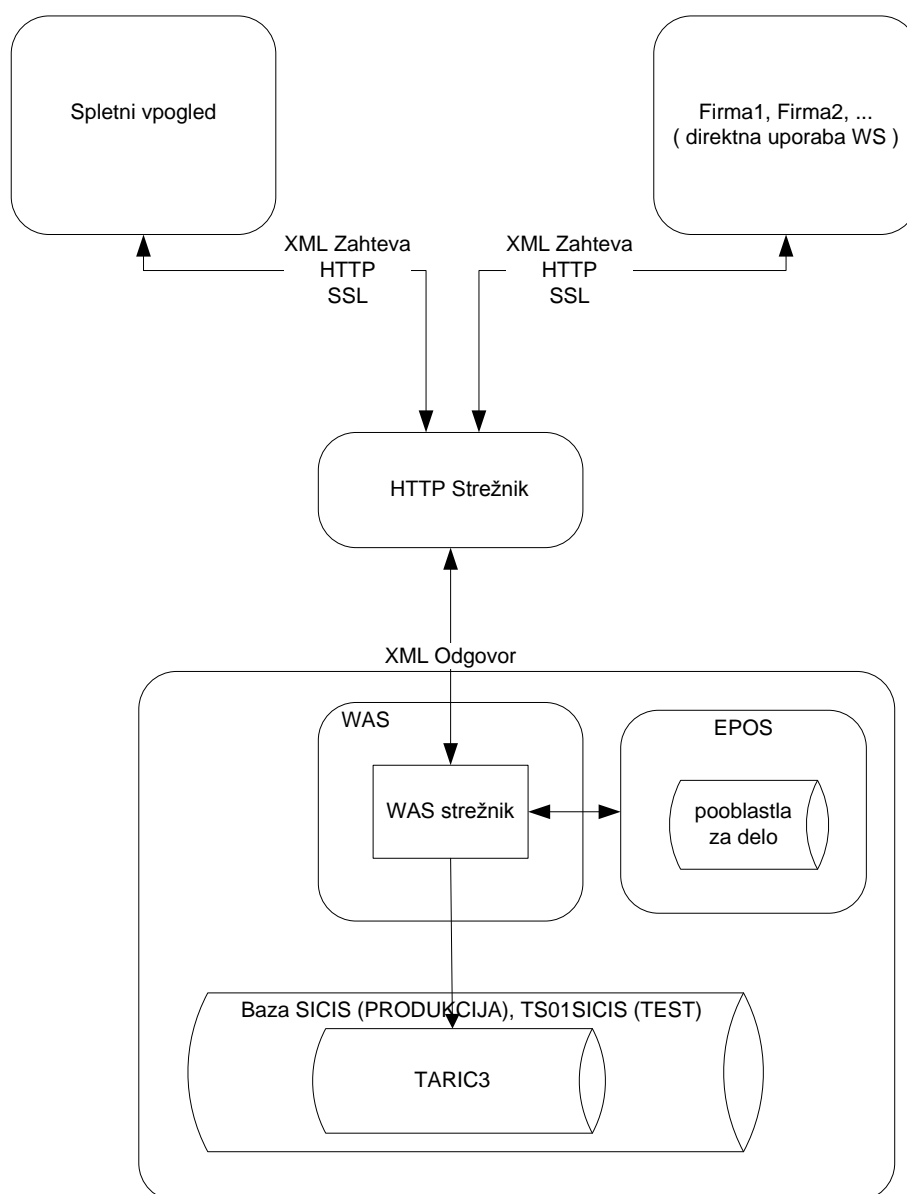 Spletni vpogled
Firma1, Firma2, ...
( direktna uporaba WS )
XML Zahteva
HTTP
SSL
XML Zahteva
HTTP
SSL
HTTP Strežnik
XML Odgovor
WAS
EPOS
WAS strežnik
pooblastla
za delo
Baza SICIS (PRODUKCIJA), TS01SICIS (TEST)
TARIC3